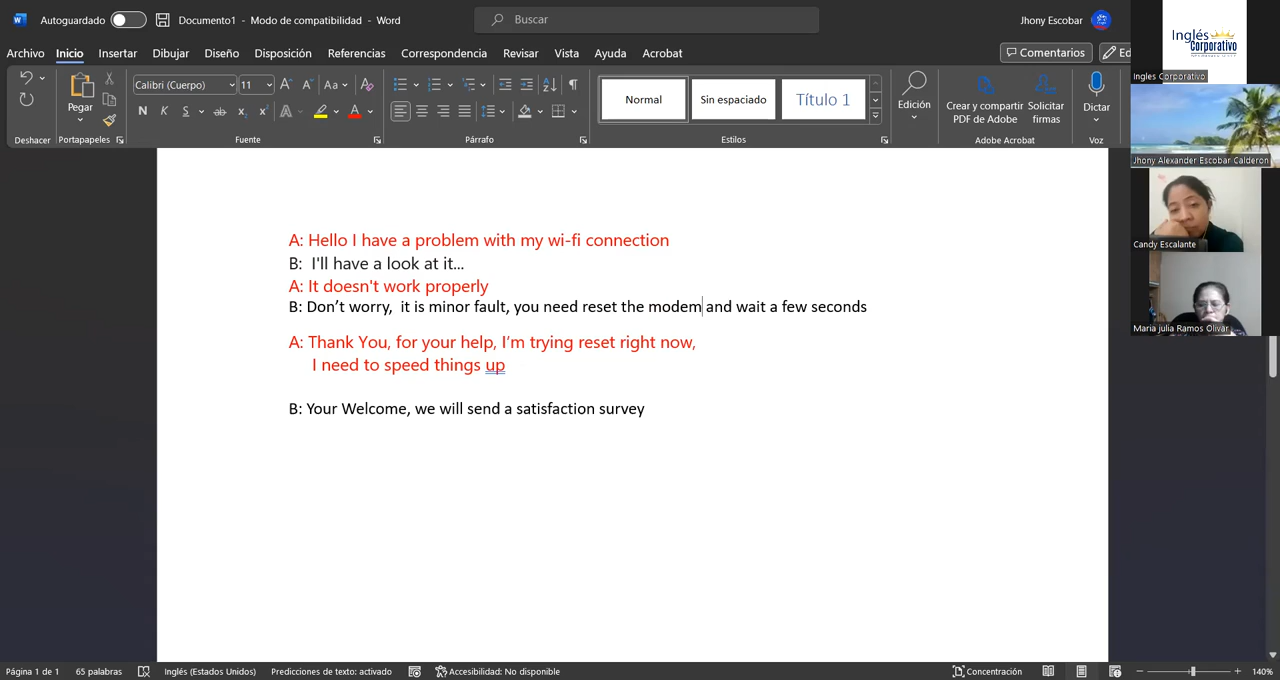 Autoguardado
Documento1 - Modo de compatibilidad - Word
Buscar
Jhony Escobar
Archivo Inicio Insertar Dibujar Diseño Disposición Referencias Correspondencia Revisar Vista Ayuda Acrobat
Comentarios
Ed
Pegar
Calibri (Cuerpo) 11
Aa
N K S ab x₂ x² A A
Normal
Sin espaciado
Título 1
Edición
Crear y compartir PDF de Adobe
Solicitar firmas
Dictar
Deshacer Portapapeles Fuente Párrafo Estilos Adobe Acrobat Voz
Inglés Corporativo
Ingles Corporativo
Jhony Alexander Escobar Calderon
Candy Escalante
Maria julia Ramos Olivar ...
A: Hello I have a problem with my wi-fi connection
B: I'll have a look at it...
A: It doesn't work properly
B: Don’t worry, it is minor fault, you need reset the modem and wait a few seconds
A: Thank You, for your help, I’m trying reset right now,
I need to speed things up
B: Your Welcome, we will send a satisfaction survey
Página 1 de 1 65 palabras Inglés (Estados Unidos) Predicciones de texto: activado Accesibilidad: No disponible Concentración 140%